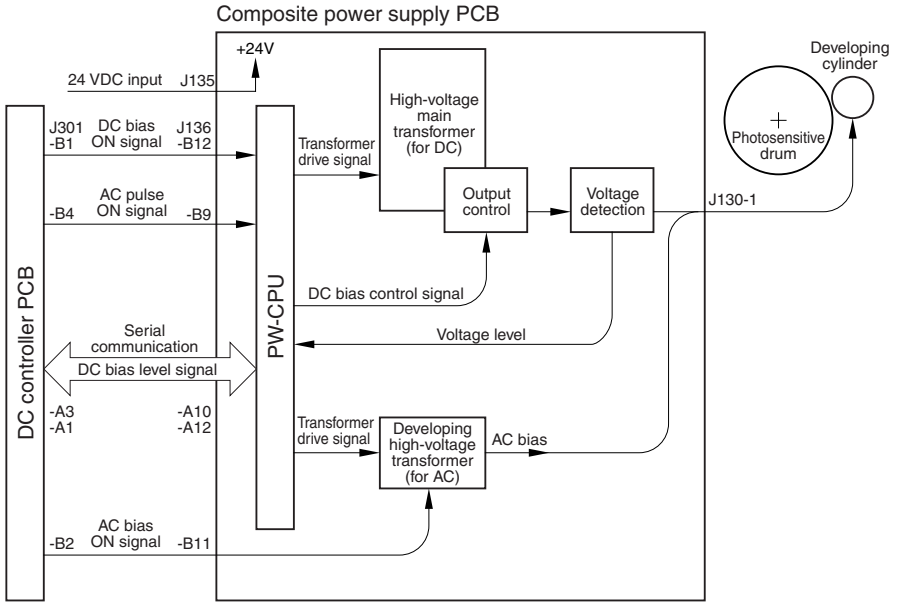 Composite power supply PCB
+24V
24 VDC input
J135
Developing
cylinder
Photosensitive
drum
J301
-B1
DC bias
ON signal
J136
-B12
High-voltage
main
transformer
(for DC)
Transformer
drive signal
Output
control
Voltage
detection
J130-1
-B4
AC pulse
ON signal
-B9
DC controller PCB
PW-CPU
DC bias control signal
Voltage level
Serial
communication
DC bias level signal
-A3
-A1
-A10
-A12
Transformer
drive signal
Developing
high-voltage
transformer
(for AC)
AC bias
-B2
AC bias
ON signal
-B11